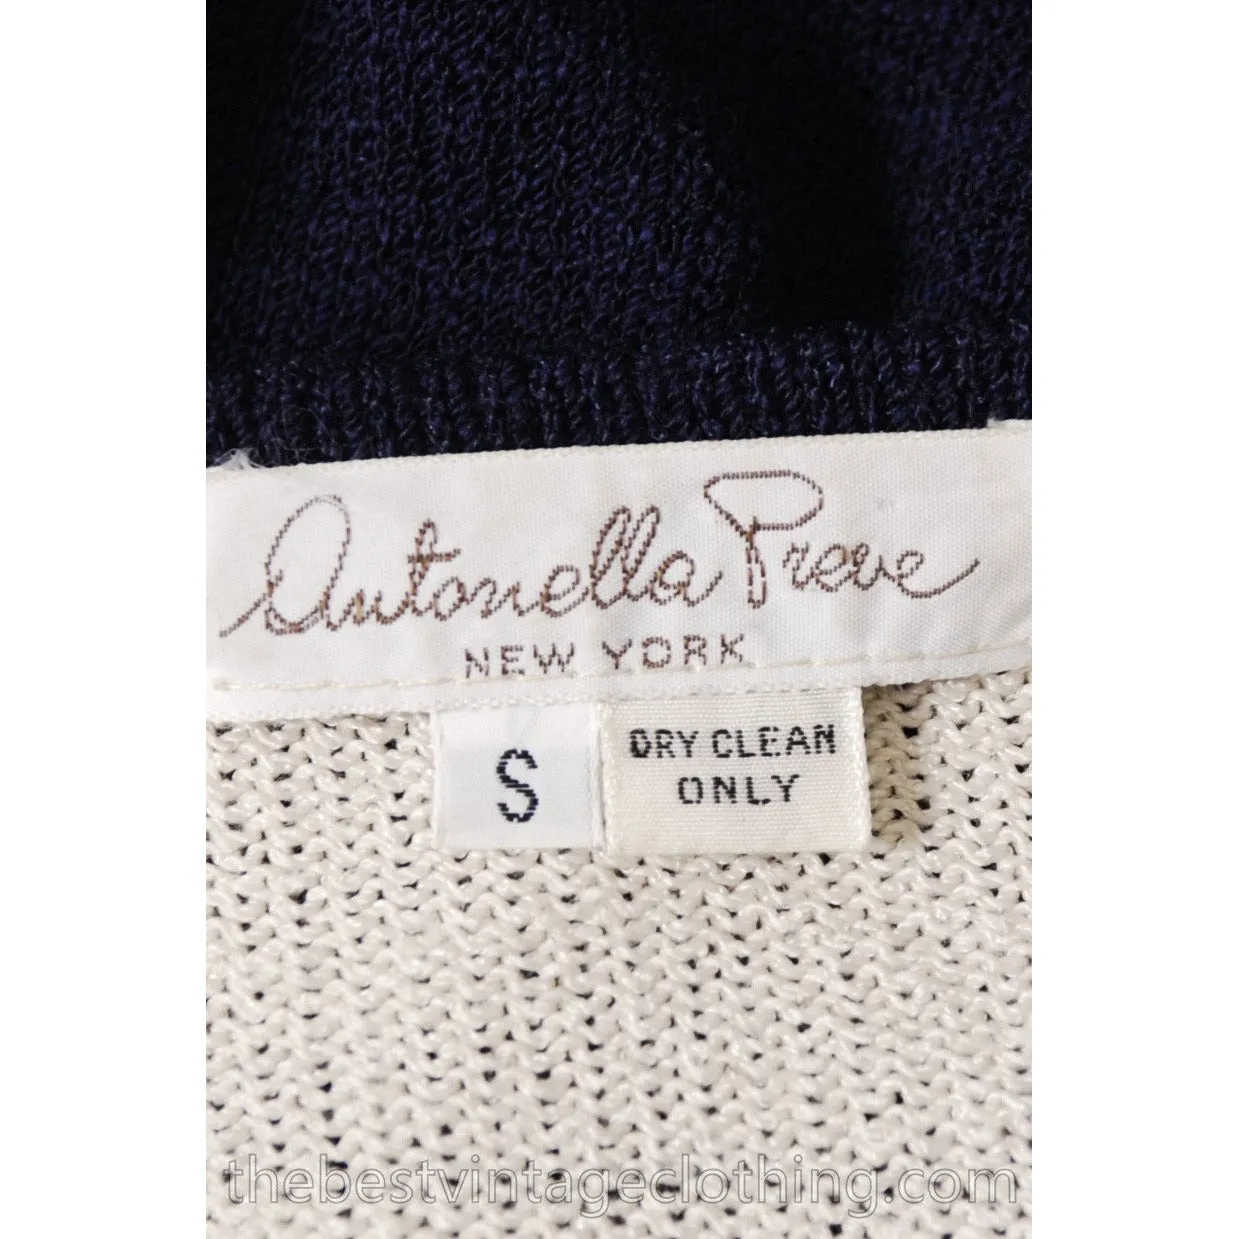 Antonella Preve
NEW YORK
S
DRY CLEAN
ONLY
thebestvintageclothing.com